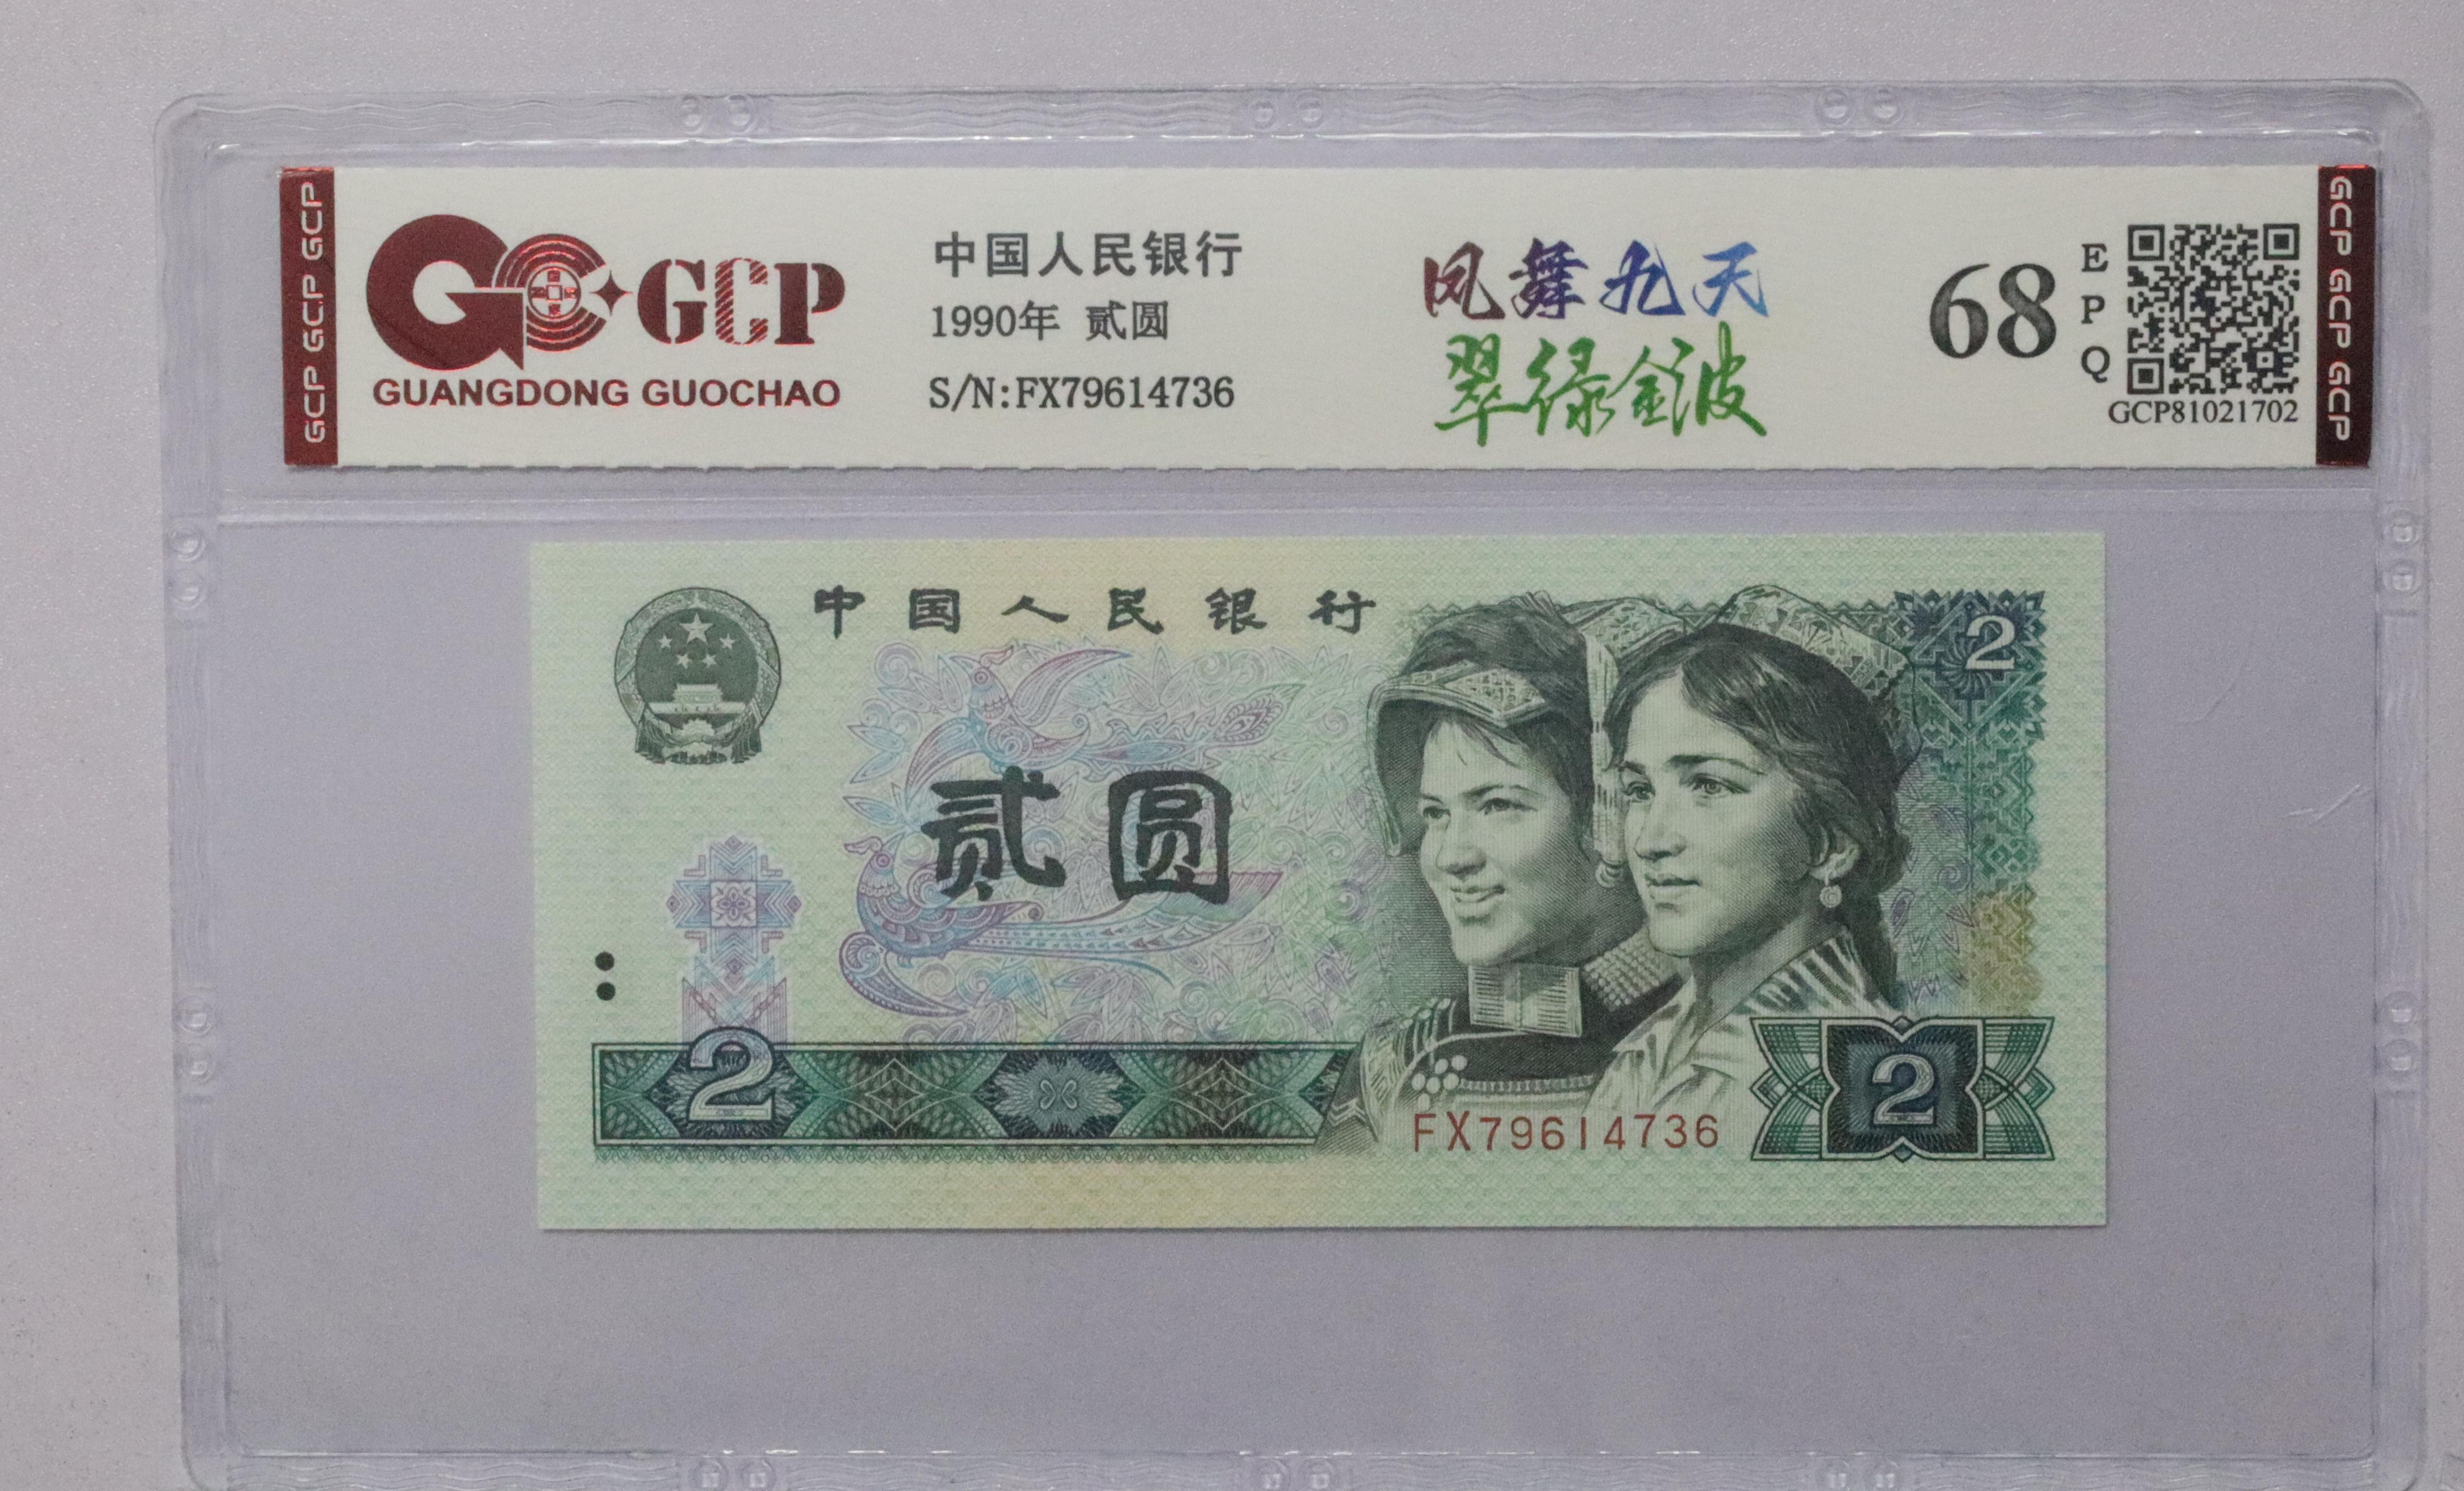 GCP GCP GCP
GCP
GUANGDONG GUOCHAO
中国人民银行
1990年 贰圆
S/N:FX79614736
凤舞九天
翠绿金波
68
E
P
Q
GCP81021702
GCP GCP GCP
中国人民银行
2
贰圆
2
FX79614736
2